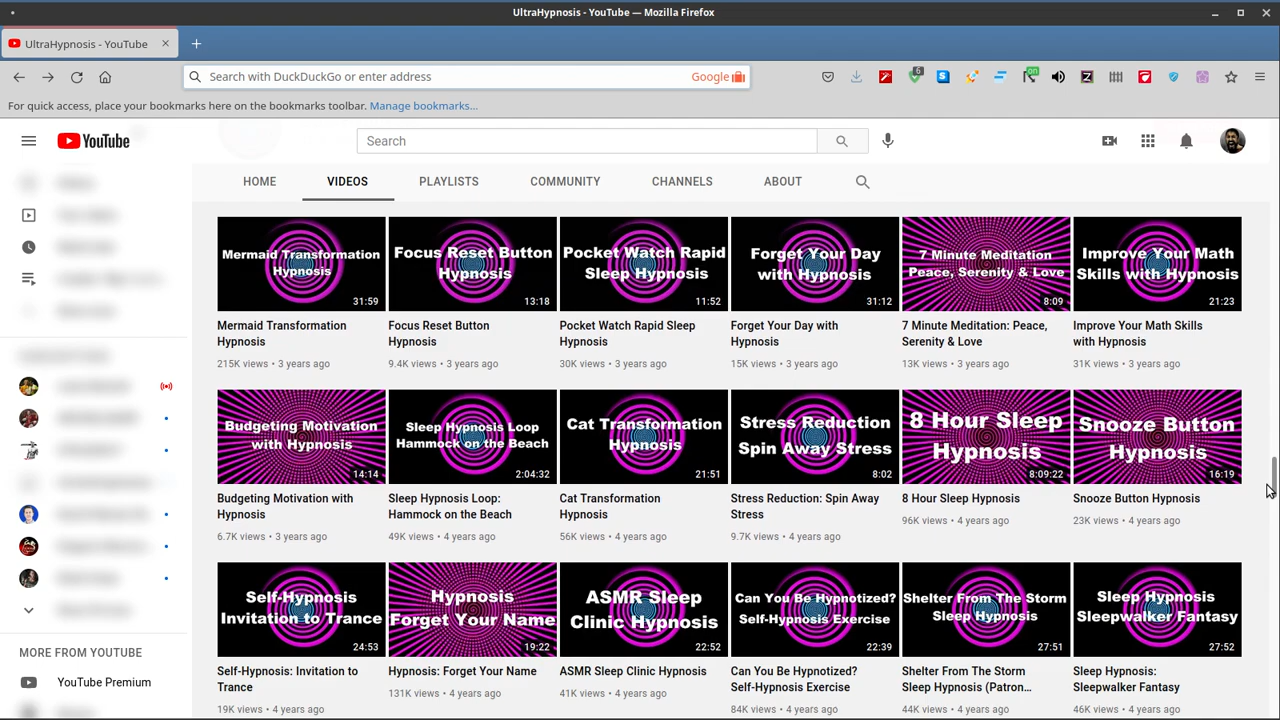 UltraHypnosis - YouTube — Mozilla Firefox
UltraHypnosis - YouTube
Search with DuckDuckGo or enter address
Google
6
on
For quick access, place your bookmarks here on the bookmarks toolbar. Manage bookmarks...
YouTube
Search
HOME VIDEOS PLAYLISTS COMMUNITY CHANNELS ABOUT
Mermaid Transformation
Hypnosis
31:59
Focus Reset Button
Hypnosis
13:18
Pocket Watch Rapid
Sleep Hypnosis
11:52
Forget Your Day
with Hypnosis
31:12
7 Minute Meditation
Peace, Serenity & Love
8:09
Improve Your Math
Skills with Hypnosis
21:23
Mermaid Transformation
Hypnosis
215K views • 3 years ago
Focus Reset Button
Hypnosis
9.4K views • 3 years ago
Pocket Watch Rapid Sleep
Hypnosis
30K views • 3 years ago
Forget Your Day with
Hypnosis
15K views • 3 years ago
7 Minute Meditation: Peace,
Serenity & Love
13K views • 3 years ago
Improve Your Math Skills
with Hypnosis
31K views • 3 years ago
Budgeting Motivation
with Hypnosis
14:14
Sleep Hypnosis Loop
Hammock on the Beach
2:04:32
Cat Transformation
Hypnosis
21:51
Stress Reduction
Spin Away Stress
8:02
8 Hour Sleep
Hypnosis
8:09:22
Snooze Button
Hypnosis
16:19
Budgeting Motivation with
Hypnosis
6.7K views • 3 years ago
Sleep Hypnosis Loop:
Hammock on the Beach
49K views • 4 years ago
Cat Transformation
Hypnosis
56K views • 4 years ago
Stress Reduction: Spin Away
Stress
9.7K views • 4 years ago
8 Hour Sleep Hypnosis
96K views • 4 years ago
Snooze Button Hypnosis
23K views • 4 years ago
Self-Hypnosis
Invitation to Trance
24:53
Hypnosis
Forget Your Name
19:22
ASMR Sleep
Clinic Hypnosis
22:52
Can You Be Hypnotized?
Self-Hypnosis Exercise
22:39
Shelter From The Storm
Sleep Hypnosis
27:51
Sleep Hypnosis
Sleepwalker Fantasy
27:52
Self-Hypnosis: Invitation to
Trance
19K views • 4 years ago
Hypnosis: Forget Your Name
131K views • 4 years ago
ASMR Sleep Clinic Hypnosis
41K views • 4 years ago
Can You Be Hypnotized?
Self-Hypnosis Exercise
84K views • 4 years ago
Shelter From The Storm
Sleep Hypnosis (Patron...
44K views • 4 years ago
Sleep Hypnosis:
Sleepwalker Fantasy
46K views • 4 years ago
MORE FROM YOUTUBE
YouTube Premium